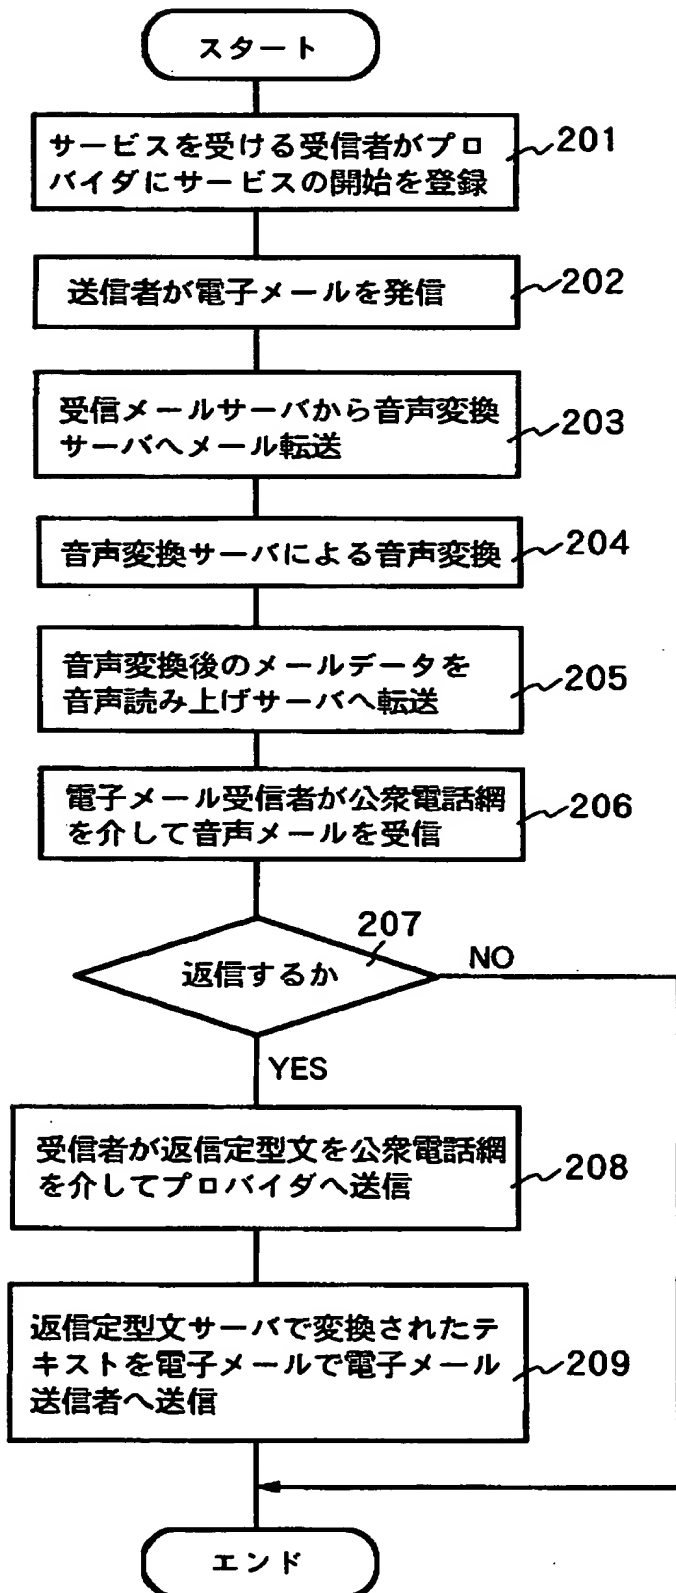 スタート
サービスを受ける受信者がプロ
バイダにサービスの開始を登録
201
送信者が電子メールを発信
202
受信メールサーバから音声変換
サーバへメール転送
203
音声変換サーバによる音声変換
204
音声変換後のメールデータを
音声読み上げサーバへ転送
205
電子メール受信者が公衆電話網
を介して音声メールを受信
206
207
返信するか
NO
YES
受信者が返信定型文を公衆電話網
を介してプロバイダへ送信
208
返信定型文サーバで変換されたテ
キストを電子メールで電子メール
送信者へ送信
209
エンド